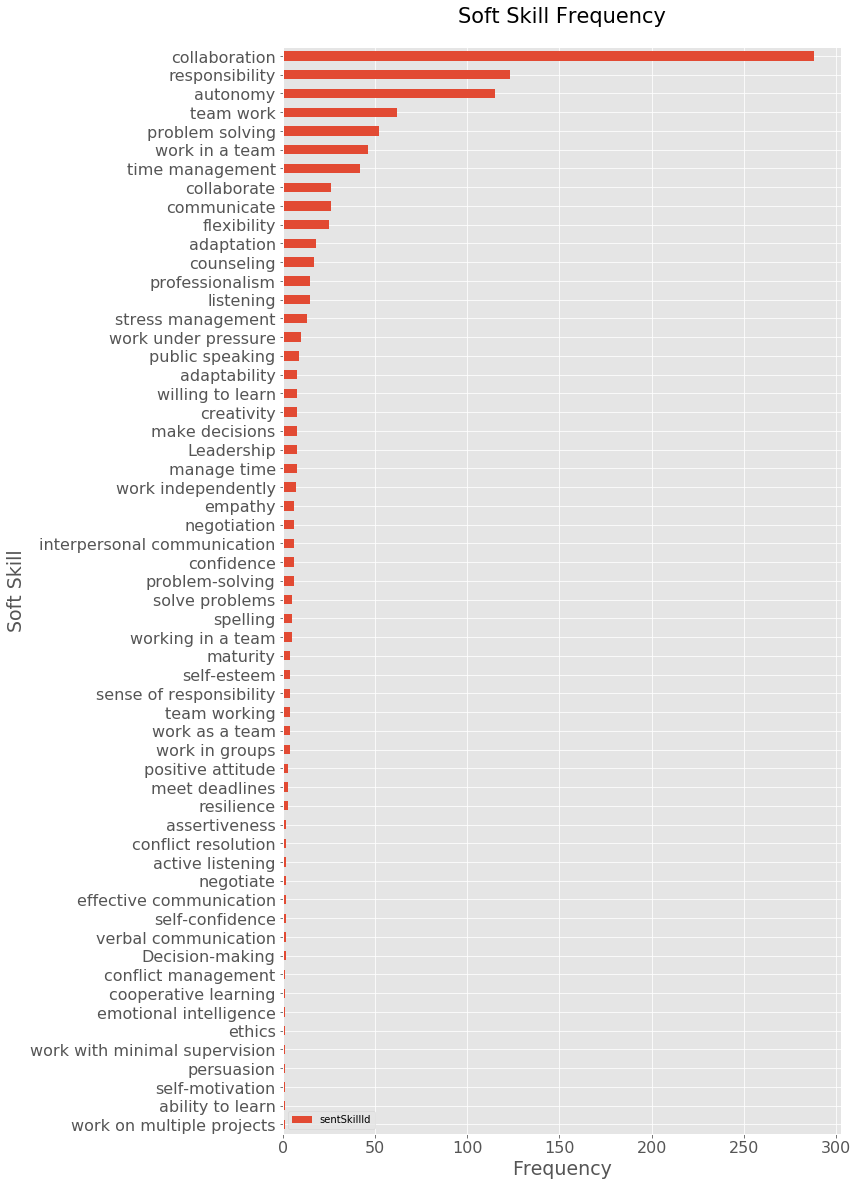 Soft Skill Frequency
collaboration
responsibility
autonomy
team work
problem solving
work in a team
time management
collaborate
communicate
flexibility
adaptation
counseling
professionalism
listening
stress management
work under pressure
public speaking
adaptability
willing to learn
creativity
make decisions
Leadership
manage time
work independently
empathy
negotiation
interpersonal communication
confidence
problem-solving
solve problems
spelling
working in a team
maturity
self-esteem
sense of responsibility
team working
work as a team
work in groups
positive attitude
meet deadlines
resilience
assertiveness
conflict resolution
active listening
negotiate
effective communication
self-confidence
verbal communication
Decision-making
conflict management
cooperative learning
emotional intelligence
ethics
work with minimal supervision
persuasion
self-motivation
ability to learn
work on multiple projects
Soft Skill
sentSkillId
0 50 100 150 200 250 300
Frequency